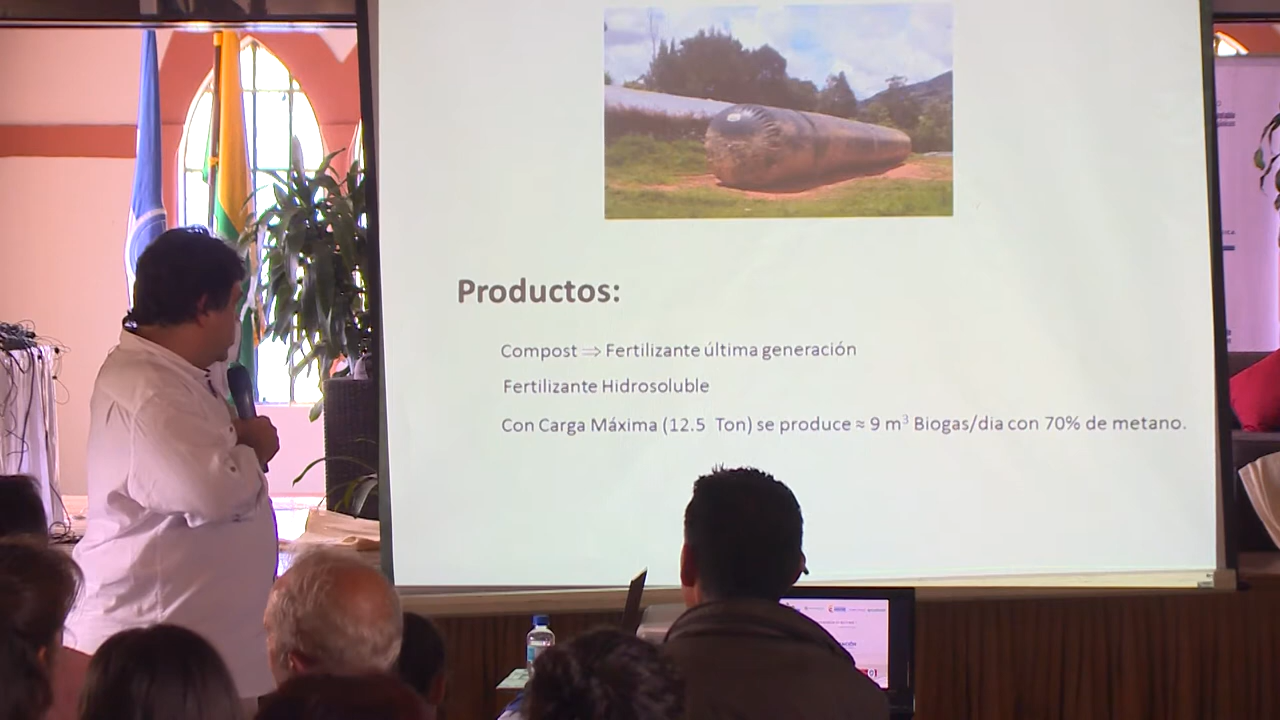 Productos:
Compost ⇒ Fertilizante última generación
Fertilizante Hidrosoluble
Con Carga Máxima (12.5 Ton) se produce ≈ 9 m³ Biogas/dia con 70% de metano.